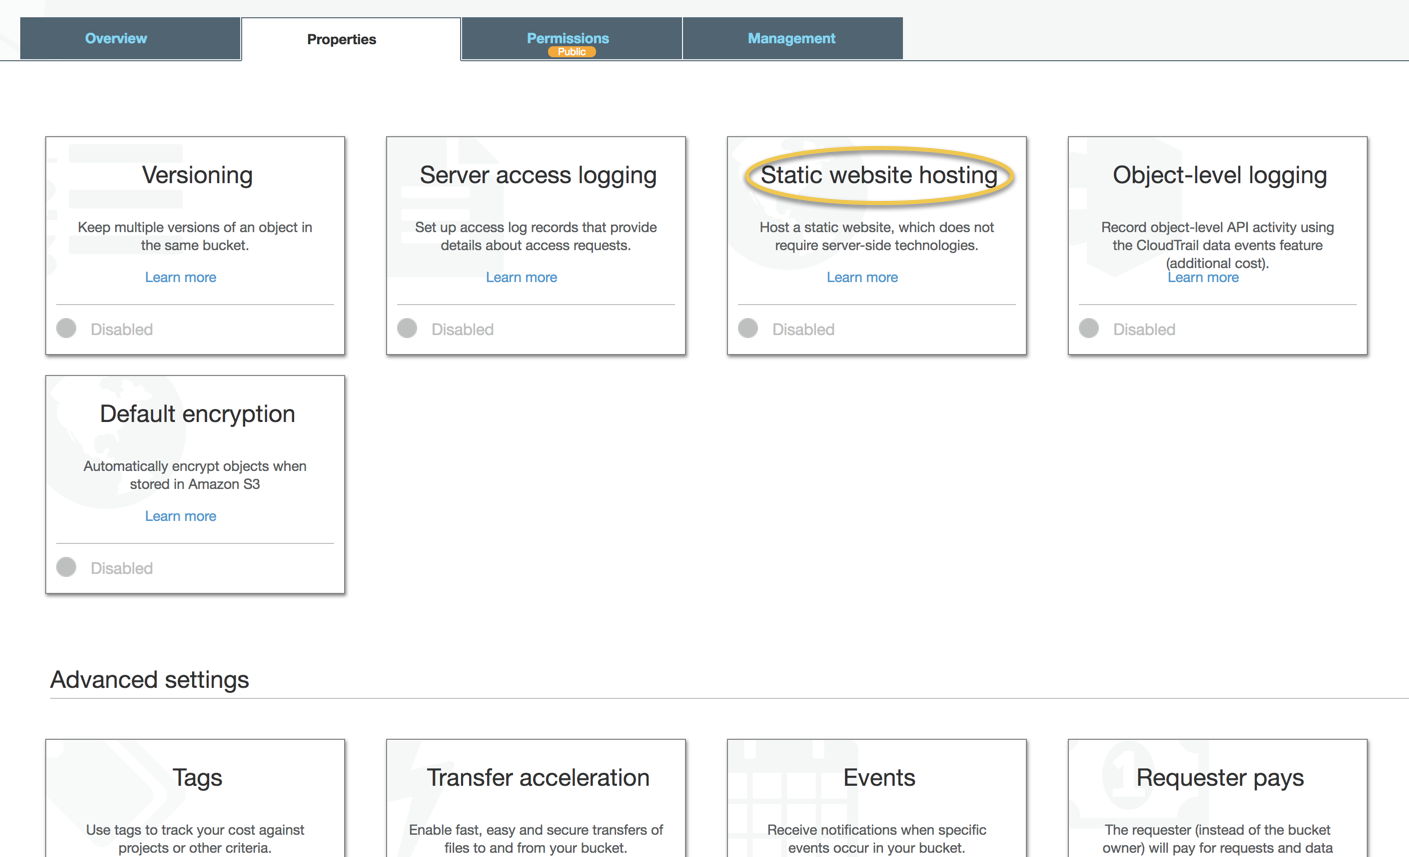 Overview
Properties
Permissions
Public
Management
Versioning
Keep multiple versions of an object in
the same bucket.
Learn more
Disabled
Server access logging
Set up access log records that provide
details about access requests.
Learn more
Disabled
Static website hosting
Host a static website, which does not
require server-side technologies.
Learn more
Disabled
Object-level logging
Record object-level API activity using
the CloudTrail data events feature
(additional cost).
Learn more
Disabled
Default encryption
Automatically encrypt objects when
stored in Amazon S3
Learn more
Disabled
Advanced settings
Tags
Use tags to track your cost against
projects or other criteria.
Transfer acceleration
Enable fast, easy and secure transfers of
files to and from your bucket.
Events
Receive notifications when specific
events occur in your bucket.
Requester pays
The requester (instead of the bucket
owner) will pay for requests and data